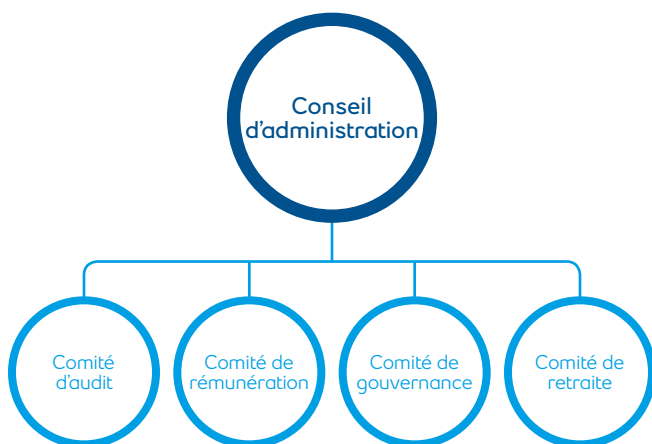 Conseil
d'administration
Comité
d'audit
Comité de
rémunération
Comité de
gouvernance
Comité de
retraite